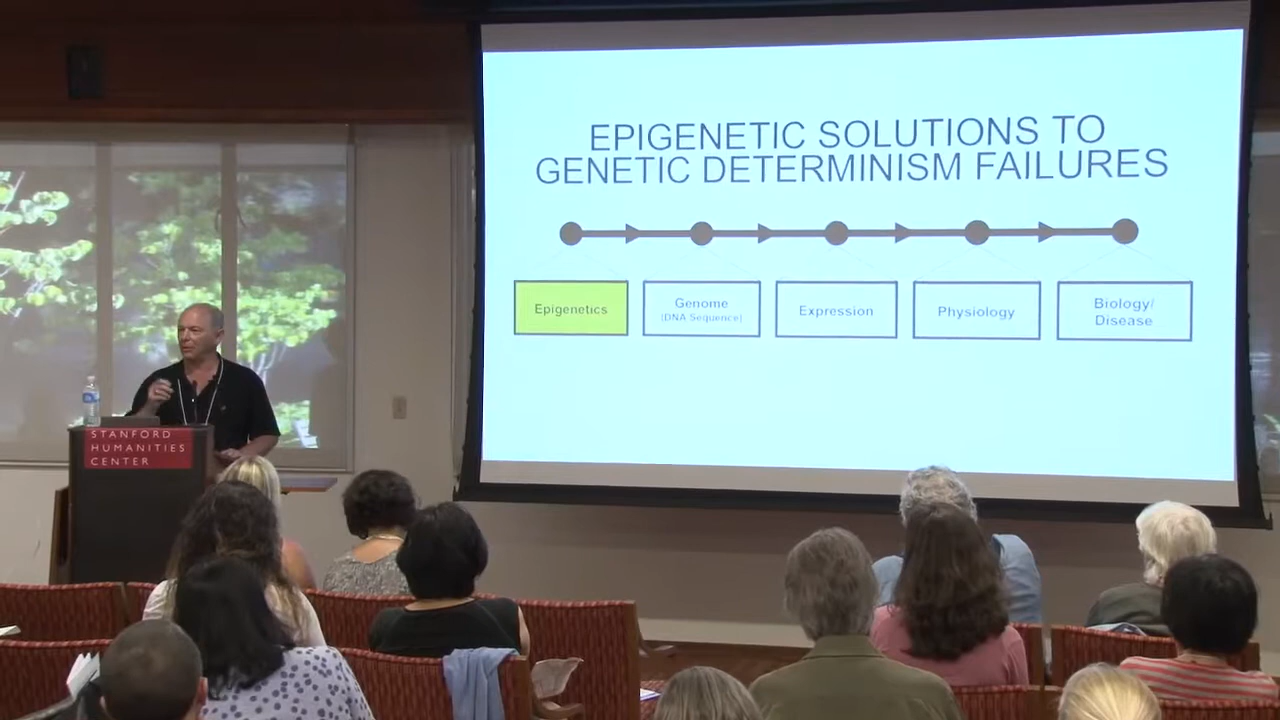 EPIGENETIC SOLUTIONS TO
GENETIC DETERMINISM FAILURES
Epigenetics
Genome
(DNA Sequence)
Expression
Physiology
Biology/
Disease
STANFORD
HUMANITIES
CENTER